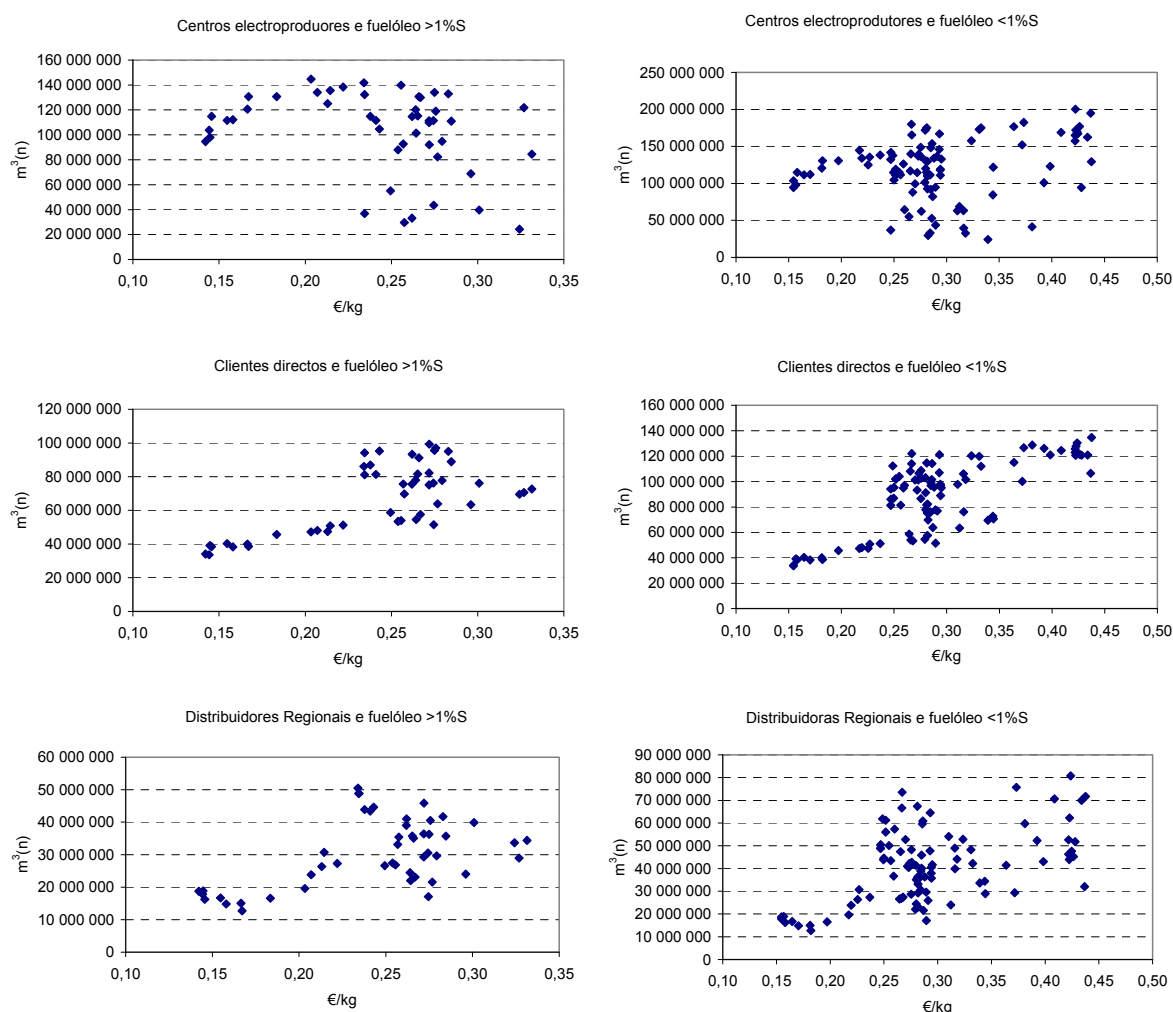 Centros electroproduores e fuelóleo >1%S
m³(n)
160 000 000
140 000 000
120 000 000
100 000 000
80 000 000
60 000 000
40 000 000
20 000 000
0
0,10 0,15 0,20 0,25 0,30 0,35
€/kg
Centros electroprodutores e fuelóleo <1%S
m³(n)
250 000 000
200 000 000
150 000 000
100 000 000
50 000 000
0
0,10 0,15 0,20 0,25 0,30 0,35 0,40 0,45 0,50
€/kg
Clientes directos e fuelóleo >1%S
m³(n)
120 000 000
100 000 000
80 000 000
60 000 000
40 000 000
20 000 000
0
0,10 0,15 0,20 0,25 0,30 0,35
€/kg
Clientes directos e fuelóleo <1%S
m³(n)
160 000 000
140 000 000
120 000 000
100 000 000
80 000 000
60 000 000
40 000 000
20 000 000
0
0,10 0,15 0,20 0,25 0,30 0,35 0,40 0,45 0,50
€/kg
Distribuidores Regionais e fuelóleo >1%S
m³(n)
60 000 000
50 000 000
40 000 000
30 000 000
20 000 000
10 000 000
0
0,10 0,15 0,20 0,25 0,30 0,35
€/kg
Distribuidoras Regionais e fuelóleo <1%S
m³(n)
90 000 000
80 000 000
70 000 000
60 000 000
50 000 000
40 000 000
30 000 000
20 000 000
10 000 000
0
0,10 0,15 0,20 0,25 0,30 0,35 0,40 0,45 0,50
€/kg